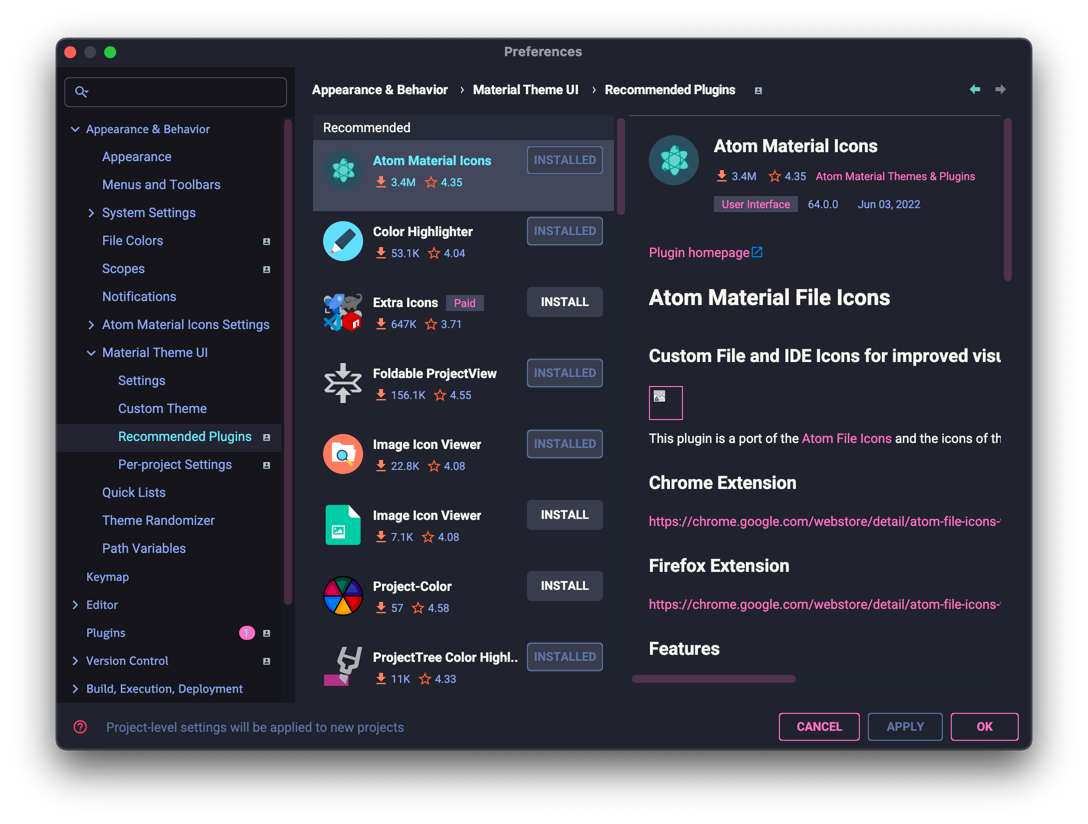 Preferences
Appearance & Behavior
Appearance
Menus and Toolbars
System Settings
File Colors
Scopes
Notifications
Atom Material Icons Settings
Material Theme UI
Settings
Custom Theme
Recommended Plugins
Per-project Settings
Quick Lists
Theme Randomizer
Path Variables
Keymap
Editor
Plugins 1
Version Control
Build, Execution, Deployment
Appearance & Behavior › Material Theme UI › Recommended Plugins
Recommended
Atom Material Icons INSTALLED
3.4M 4.35
Color Highlighter INSTALLED
53.1K 4.04
Extra Icons Paid INSTALL
647K 3.71
Foldable ProjectView INSTALLED
156.1K 4.55
Image Icon Viewer INSTALLED
22.8K 4.08
Image Icon Viewer INSTALL
7.1K 4.08
Project-Color INSTALL
57 4.58
ProjectTree Color Highl.. INSTALLED
11K 4.33
Atom Material Icons
3.4M 4.35 Atom Material Themes & Plugins
User Interface 64.0.0 Jun 03, 2022
Plugin homepage
Atom Material File Icons
Custom File and IDE Icons for improved visu
This plugin is a port of the Atom File Icons and the icons of th
Chrome Extension
https://chrome.google.com/webstore/detail/atom-file-icons-
Firefox Extension
https://chrome.google.com/webstore/detail/atom-file-icons-
Features
? Project-level settings will be applied to new projects
CANCEL APPLY OK